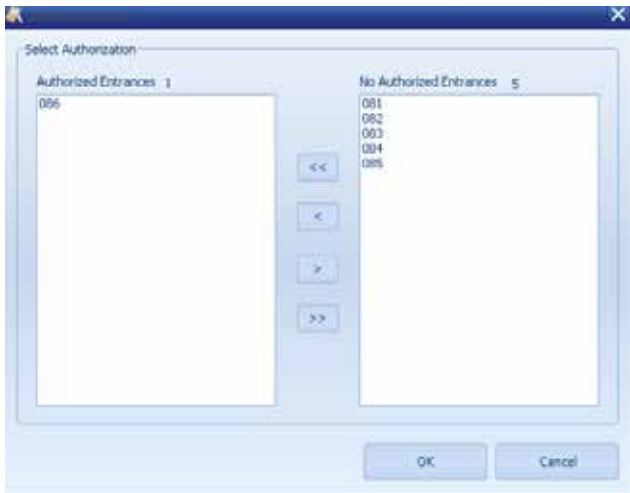 Select Authorization
Authorized Entrances 1
086
No Authorized Entrances 5
081
082
083
084
085
<<
<
>
>>
OK
Cancel